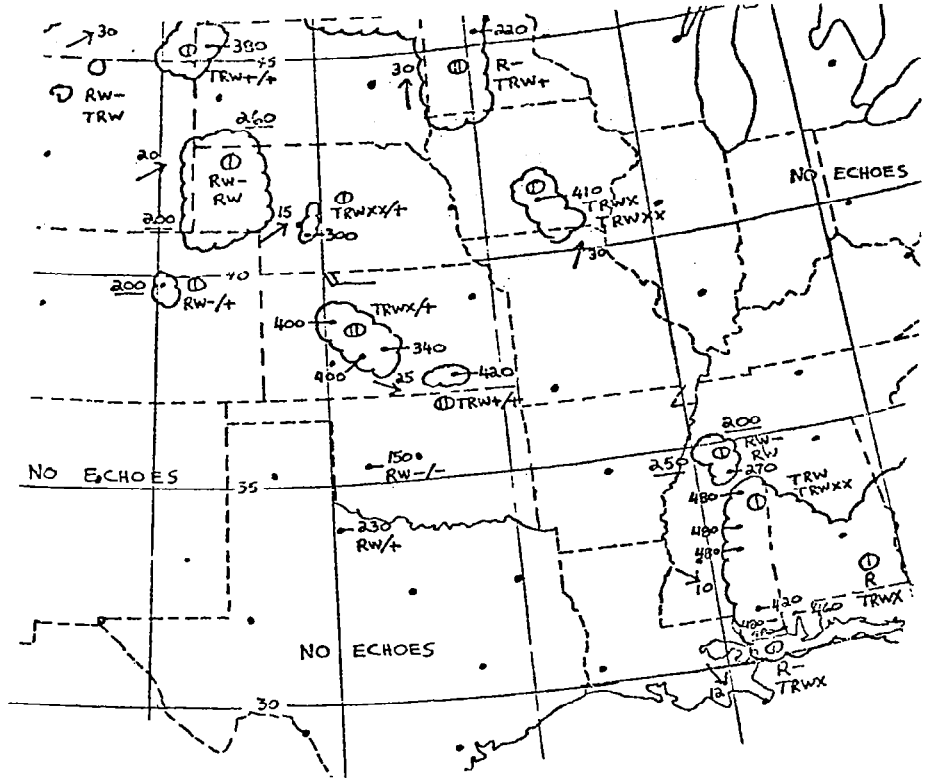 30
380
45
TRW+/+
RW-
TRW
220
30
R-
TRW+
260
20
RW-
RW
200
15
TRWXX/+
300
410
TRWX
TRWXX
30
NO ECHOES
40
200
RW-/+
TRWX/+
400
340
400
25
420
TRW+/+
150
RW-/-
NO ECHOES
35
230
RW/+
200
RW-
RW
250
270
480
TRW
TRWXX
480
480
10
R
TRWX
420
460
420
NO ECHOES
R-
TRWX
12
30